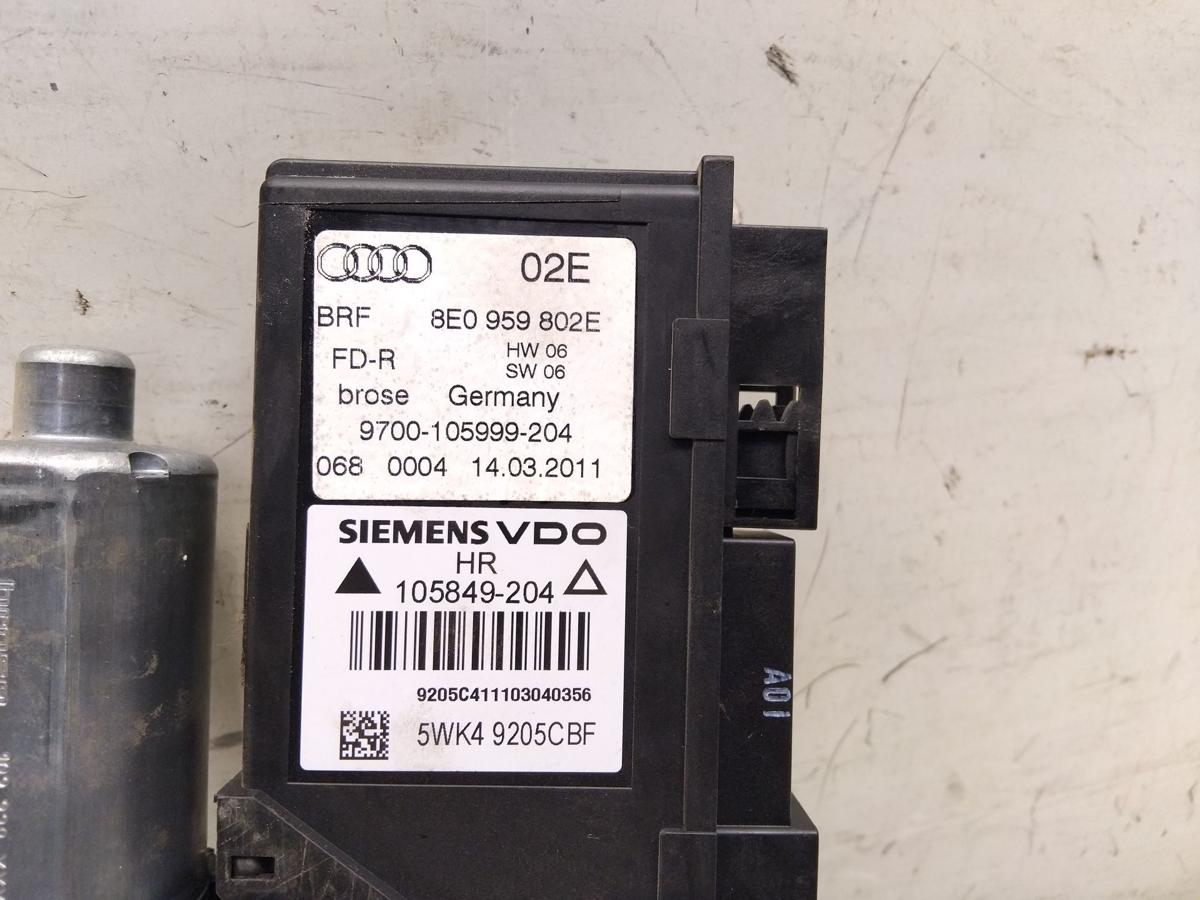 02E
BRF 8E0 959 802E
FD-R HW 06
SW 06
brose Germany
9700-105999-204
068 0004 14.03.2011
SIEMENS VDO
HR
105849-204
9205C411103040356
5WK4 9205CBF
A01